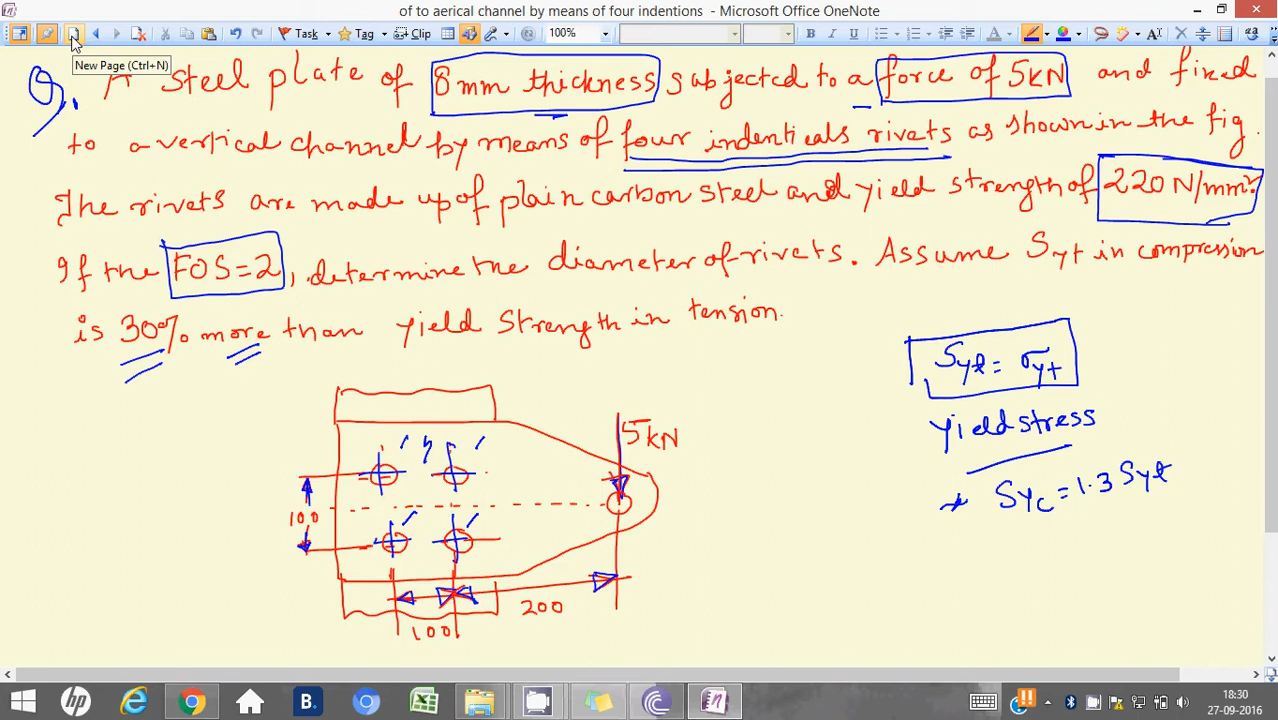 of to aerical channel by means of four indentions - Microsoft Office OneNote
Task
Tag
Clip
100%
B I U
New Page (Ctrl+N)
Q. A Steel plate of 8mm thickness subjected to a force of 5kN and fixed
to a vertical channel by means of four indenticals rivets as shown in the fig.
The rivets are made up of plain carbon steel and yield strength of 220 N/mm²
If the FOS=2, determine the diameter of rivets. Assume Syt in compression
is 30% more than yield Strength in tension.
Syt = σyt
yield stress
Syc = 1.3 Syt
5kN
100
200
100
hp
B.
18:30
27-09-2016